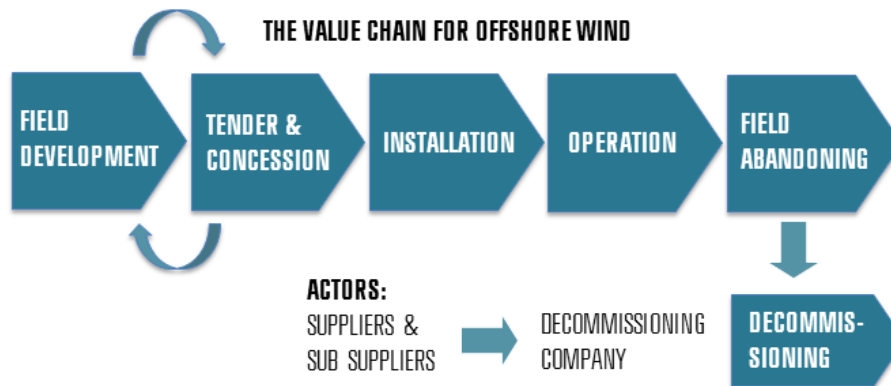 THE VALUE CHAIN FOR OFFSHORE WIND
FIELD
DEVELOPMENT
TENDER &
CONCESSION
INSTALLATION
OPERATION
FIELD
ABANDONING
ACTORS:
SUPPLIERS &
SUB SUPPLIERS
DECOMMISSIONING
COMPANY
DECOMMIS-
SIONING